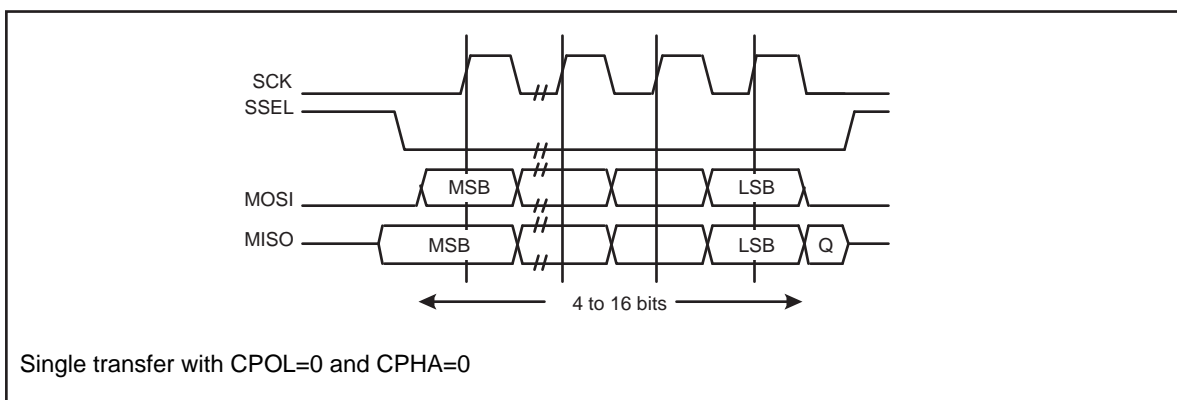 SCK
SSEL
MOSI
MSB
LSB
MISO
MSB
LSB
Q
4 to 16 bits
Single transfer with CPOL=0 and CPHA=0